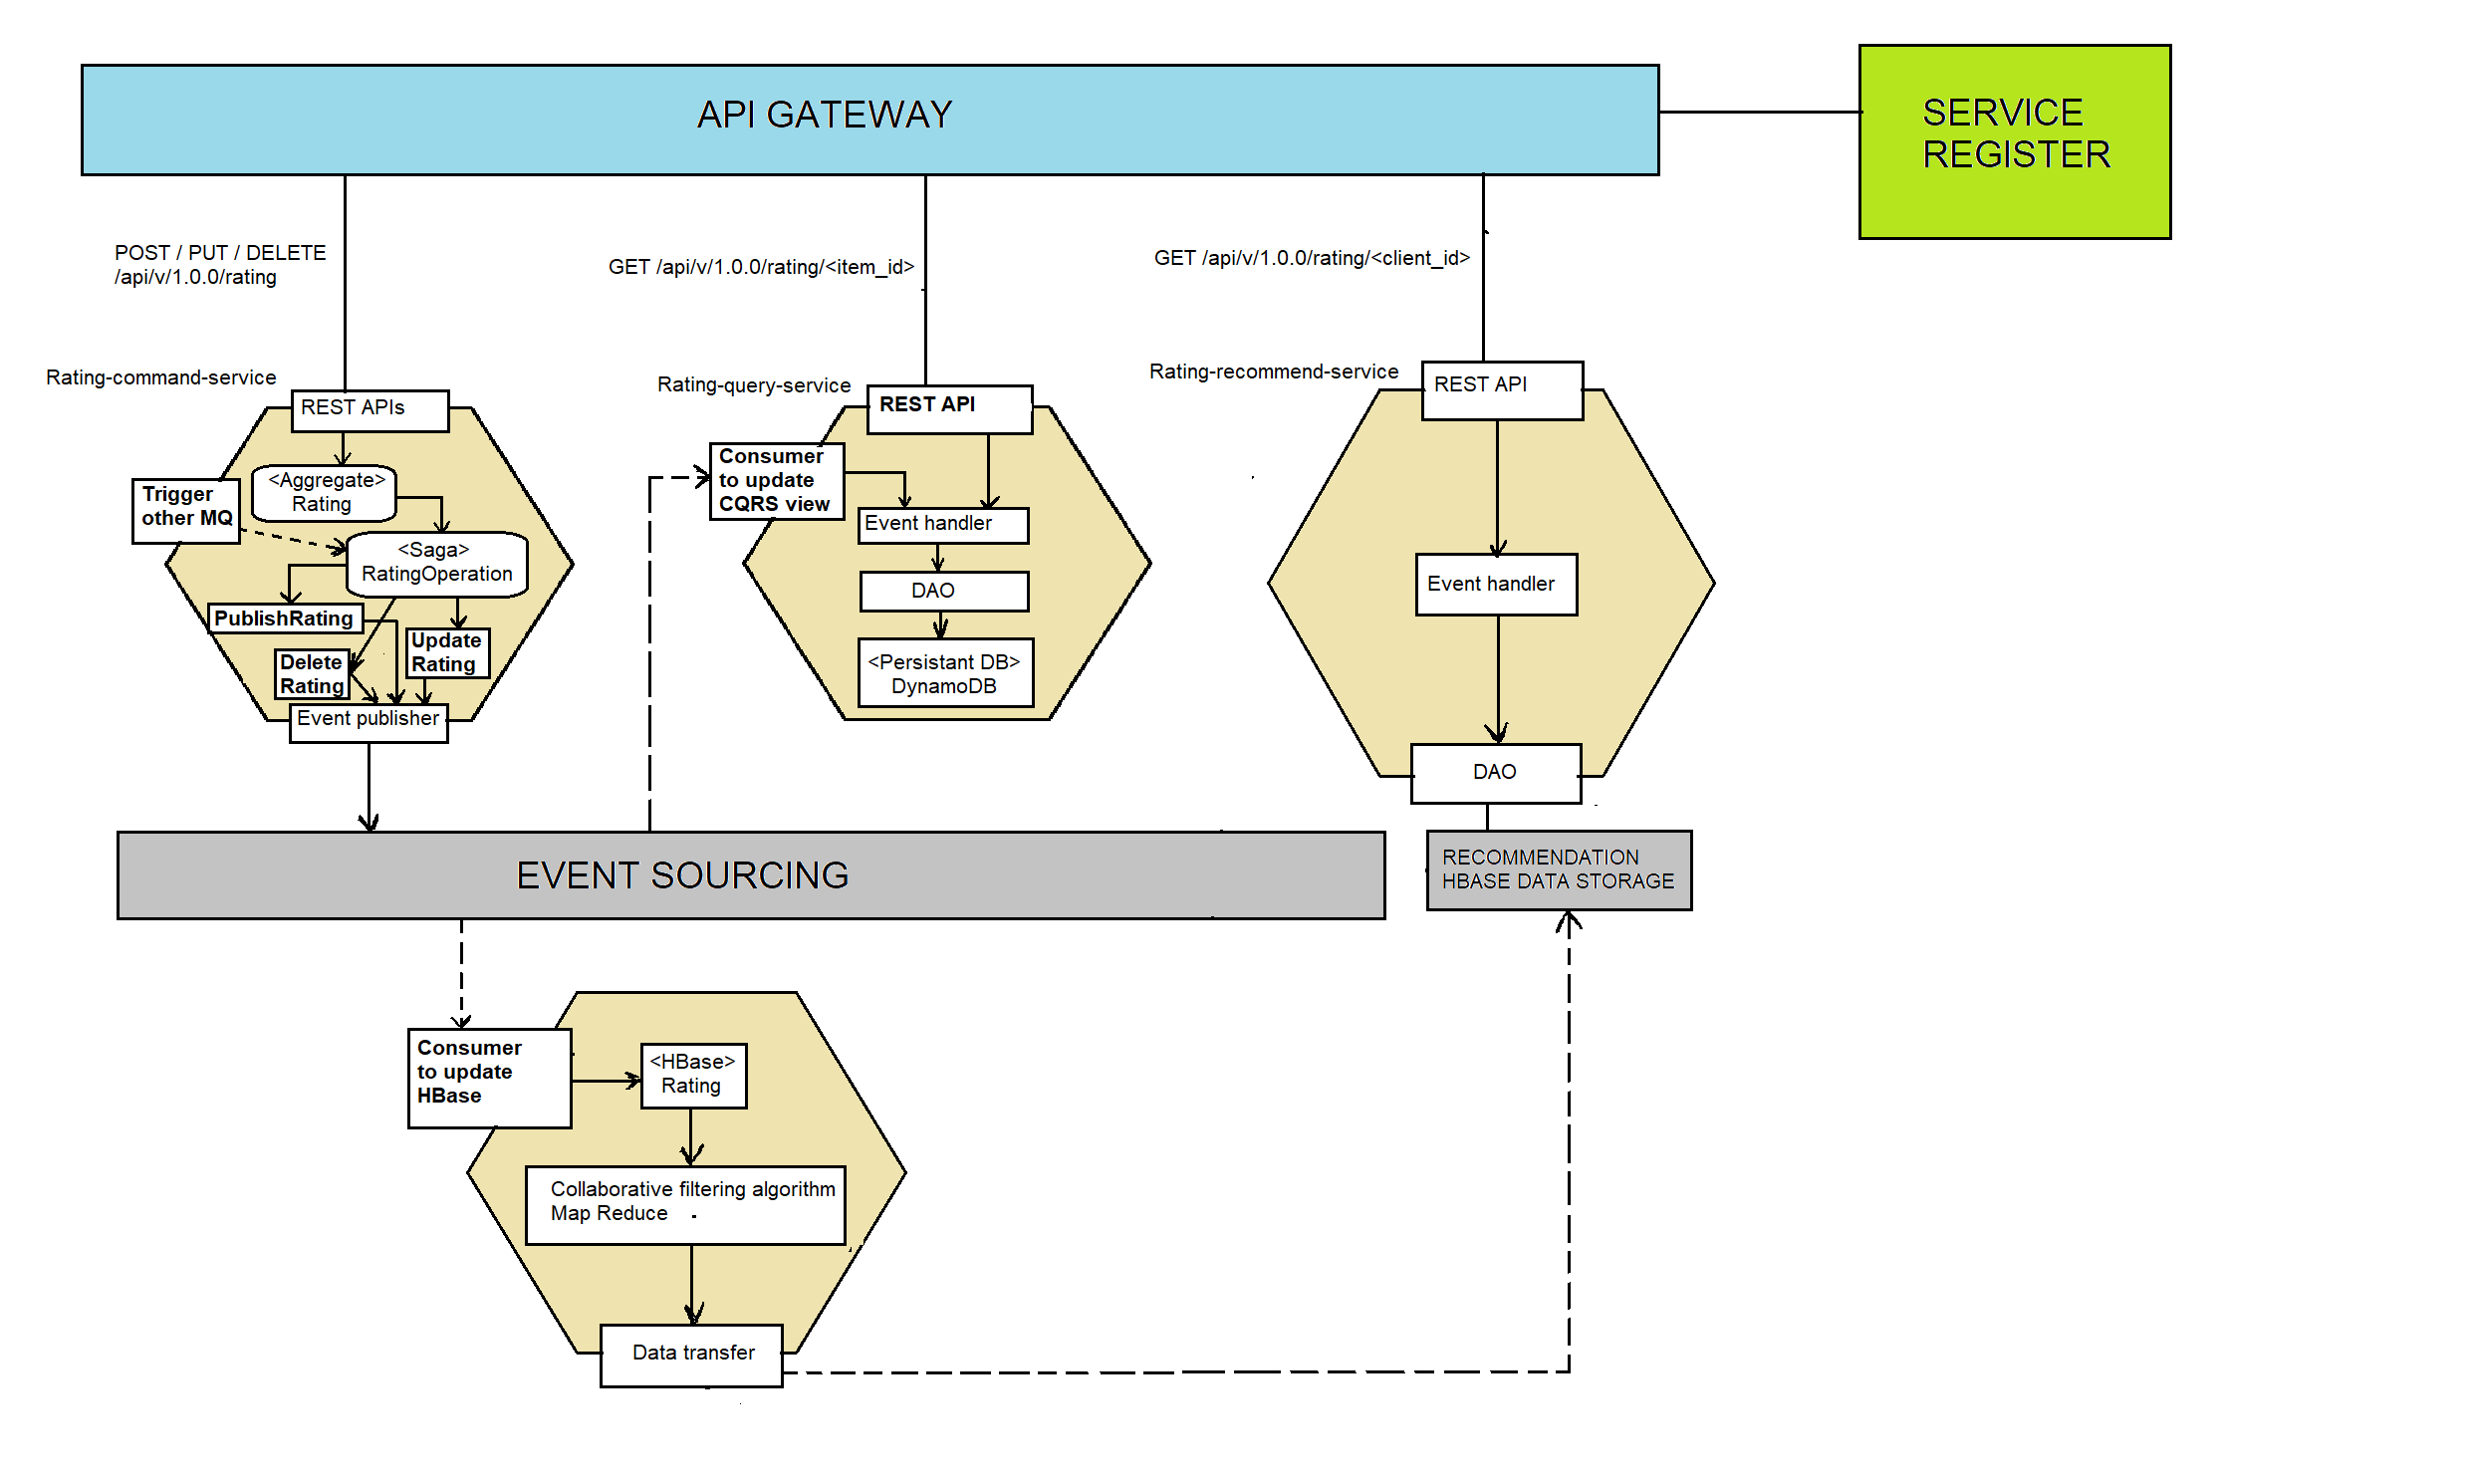 API GATEWAY
SERVICE
REGISTER
POST / PUT / DELETE
/api/v/1.0.0/rating
GET /api/v/1.0.0/rating/<item_id>
GET /api/v/1.0.0/rating/<client_id>
Rating-command-service
REST APIs
<Aggregate>
Rating
Trigger
other MQ
<Saga>
RatingOperation
PublishRating
Update
Rating
Delete
Rating
Event publisher
Rating-query-service
REST API
Consumer
to update
CQRS view
Event handler
DAO
<Persistant DB>
DynamoDB
Rating-recommend-service
REST API
Event handler
DAO
EVENT SOURCING
RECOMMENDATION
HBASE DATA STORAGE
Consumer
to update
HBase
<HBase>
Rating
Collaborative filtering algorithm
Map Reduce
Data transfer